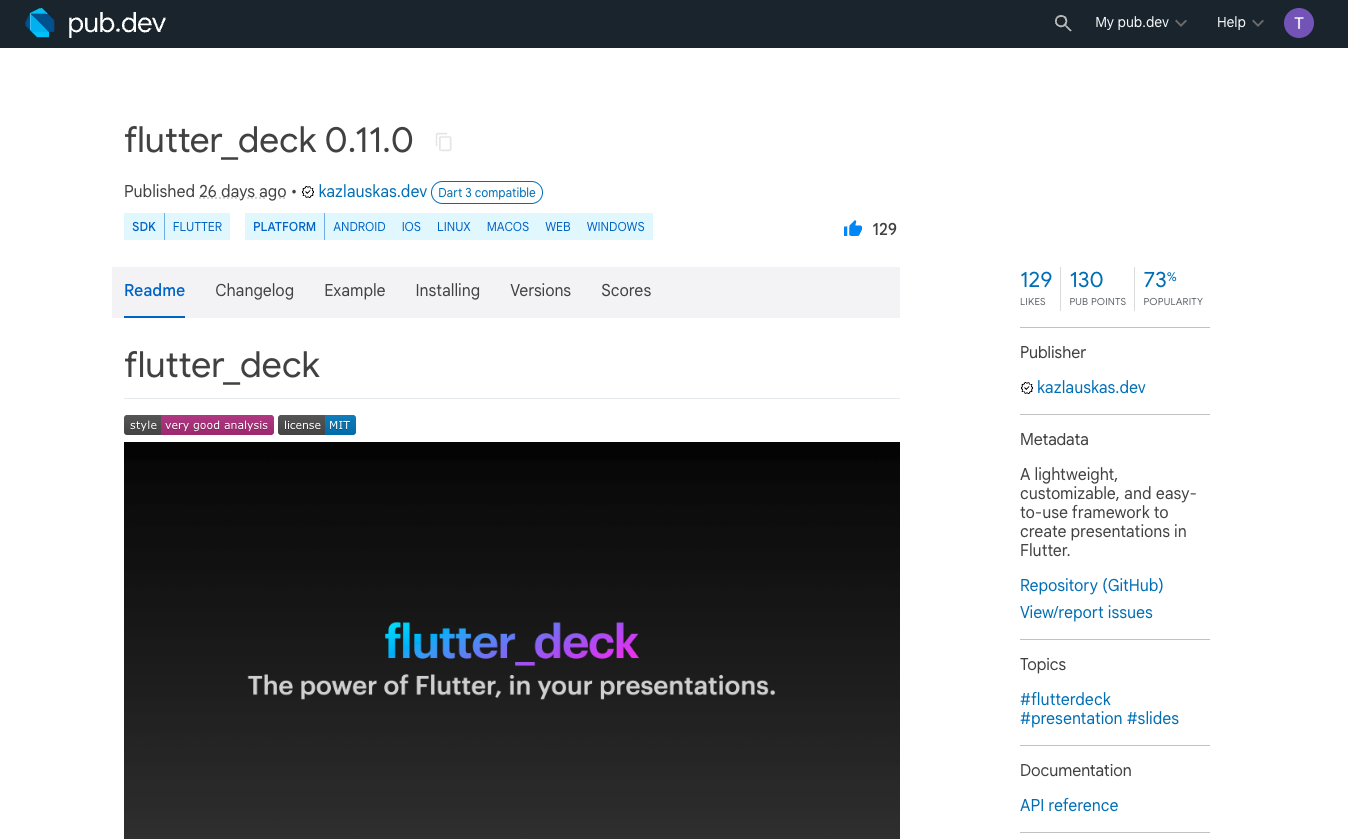 pub.dev
My pub.dev
Help
T
flutter_deck 0.11.0
Published 26 days ago • kazlauskas.dev Dart 3 compatible
SDK FLUTTER PLATFORM ANDROID IOS LINUX MACOS WEB WINDOWS
129
Readme Changelog Example Installing Versions Scores
flutter_deck
style very good analysis license MIT
flutter_deck
The power of Flutter, in your presentations.
129 130 73%
LIKES PUB POINTS POPULARITY
Publisher
kazlauskas.dev
Metadata
A lightweight,
customizable, and easy-
to-use framework to
create presentations in
Flutter.
Repository (GitHub)
View/report issues
Topics
#flutterdeck
#presentation #slides
Documentation
API reference